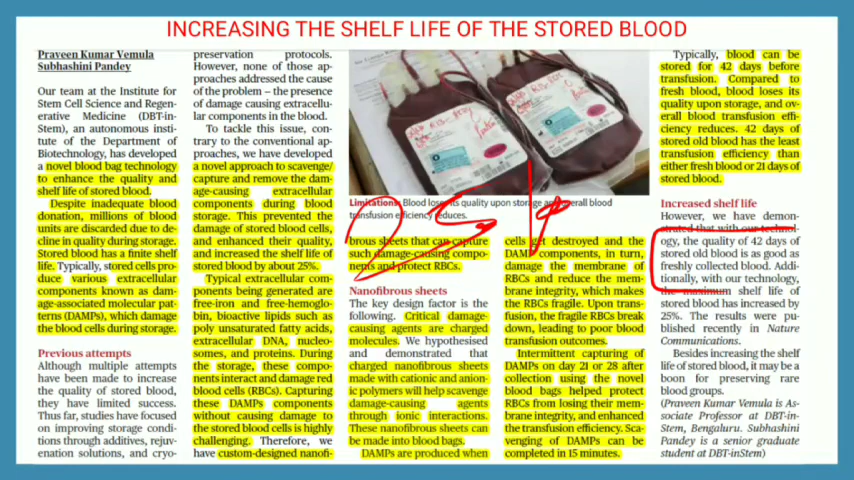 INCREASING THE SHELF LIFE OF THE STORED BLOOD
Praveen Kumar Vemula
Subhashini Pandey
Our team at the Institute for
Stem Cell Science and Regen-
erative Medicine (DBT-in-
Stem), an autonomous insti-
tute of the Department of
Biotechnology, has developed
a novel blood bag technology
to enhance the quality and
shelf life of stored blood.
Despite inadequate blood
donation, millions of blood
units are discarded due to de-
cline in quality during storage.
Stored blood has a finite shelf
life. Typically, stored cells pro-
duce various extracellular
components known as dam-
age-associated molecular pat-
terns (DAMPs), which damage
the blood cells during storage.
Previous attempts
Although multiple attempts
have been made to increase
the quality of stored blood,
they have limited success.
Thus far, studies have focused
on improving storage condi-
tions through additives, rejuv-
enation solutions, and cryo-
preservation protocols.
However, none of those ap-
proaches addressed the cause
of the problem – the presence
of damage causing extracellu-
lar components in the blood.
To tackle this issue, con-
trary to the conventional ap-
proaches, we have developed
a novel approach to scavenge/
capture and remove the dam-
age-causing extracellular
components during blood
storage. This prevented the
damage of stored blood cells,
and enhanced their quality,
and increased the shelf life of
stored blood by about 25%.
Typical extracellular com-
ponents being generated are
free-iron and free-hemoglo-
bin, bioactive lipids such as
poly unsaturated fatty acids,
extracellular DNA, nucleo-
somes, and proteins. During
the storage, these compo-
nents interact and damage red
blood cells (RBCs). Capturing
these DAMPs components
without causing damage to
the stored blood cells is highly
challenging. Therefore, we
have custom-designed nanofi-
Limitations Blood loses its quality upon storage and overall blood
transfusion efficiency reduces.
25
brous sheets that can capture
such damage-causing compo-
nents and protect RBCs.
Nanofibrous sheets
The key design factor is the
following. Critical damage-
causing agents are charged
molecules. We hypothesised
and demonstrated that
charged nanofibrous sheets
made with cationic and anion-
ic polymers will help scavenge
damage-causing agents
through ionic interactions.
These nanofibrous sheets can
be made into blood bags.
DAMPs are produced when
cells get destroyed and the
DAMP components, in turn,
damage the membrane of
RBCs and reduce the mem-
brane integrity, which makes
the RBCs fragile. Upon trans-
fusion, the fragile RBCs break
down, leading to poor blood
transfusion outcomes.
Intermittent capturing of
DAMPs on day 21 or 28 after
collection using the novel
blood bags helped protect
RBCs from losing their mem-
brane integrity, and enhanced
the transfusion efficiency. Sca-
venging of DAMPs can be
completed in 15 minutes.
Typically, blood can be
stored for 42 days before
transfusion. Compared to
fresh blood, blood loses its
quality upon storage, and ov-
erall blood transfusion effi-
ciency reduces. 42 days of
stored old blood has the least
transfusion efficiency than
either fresh blood or 21 days
of stored blood.
Increased shelf life
However, we have demon-
strated that with our technol-
ogy, the quality of 42 days of
stored old blood is as good as
freshly collected blood. Addi-
tionally, with our technology,
the maximum shelf life of
stored blood has increased by
25%. The results were pu-
blished recently in Nature
Communications.
Besides increasing the shelf
life of stored blood, it may be a
boon for preserving rare
blood groups.
(Praveen Kumar Vemula is As-
sociate Professor at DBT-in-
Stem, Bengaluru. Subhashini
Pandey is a senior graduate
student at DBT-inStem)